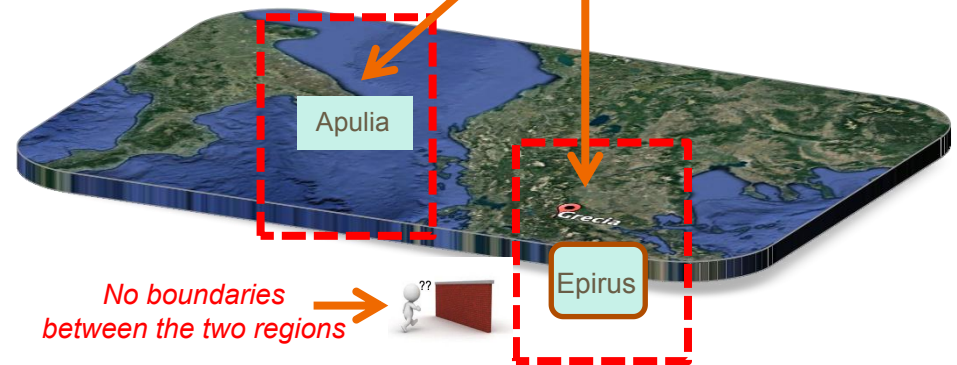 Apulia
Grecia
Epirus
??
No boundaries
between the two regions